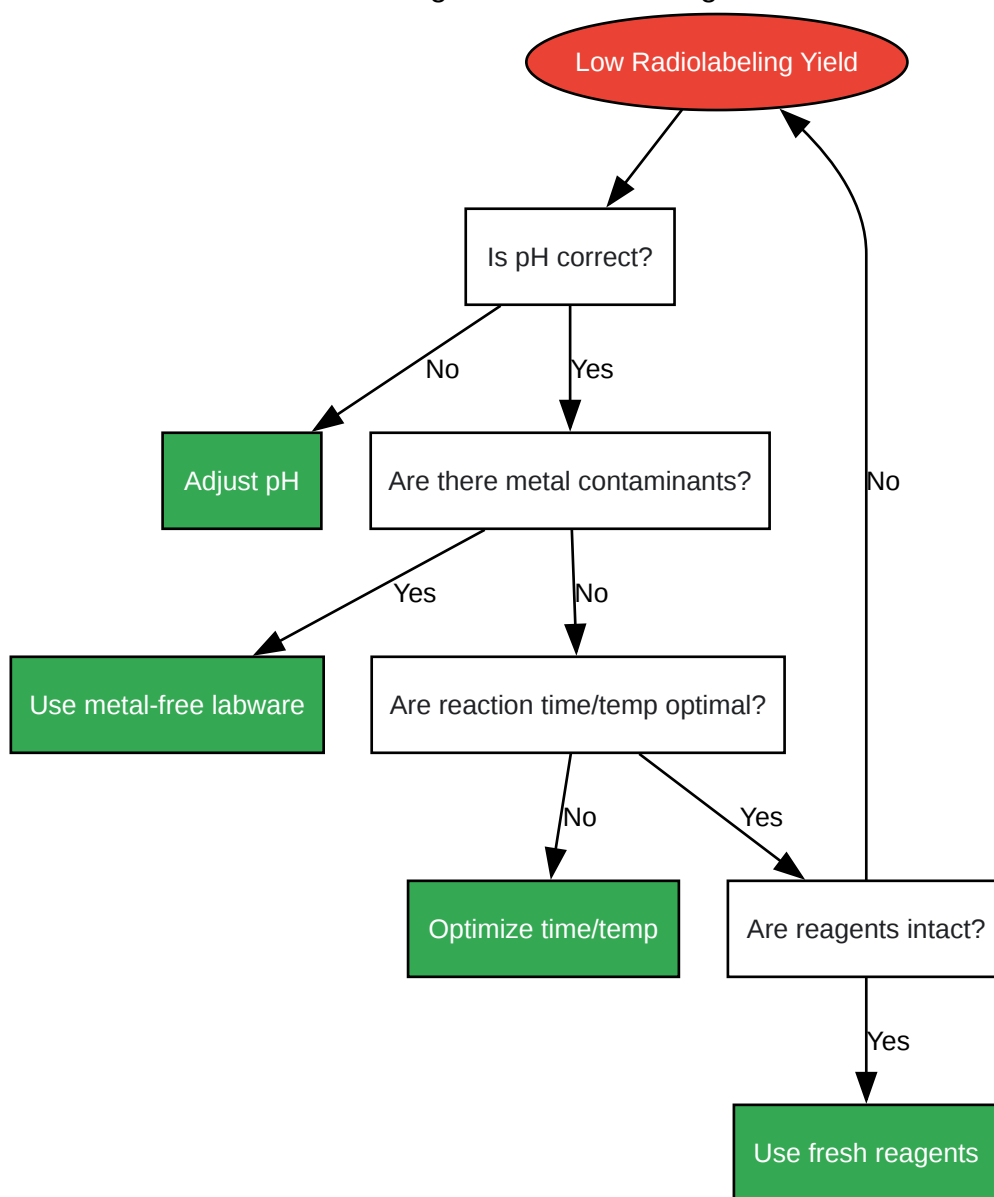 Low Radiolabeling Yield
Is pH correct?
No
Yes
Adjust pH
Are there metal contaminants?
No
Yes
No
Use metal-free labware
Are reaction time/temp optimal?
No
Yes
Optimize time/temp
Are reagents intact?
Yes
Use fresh reagents